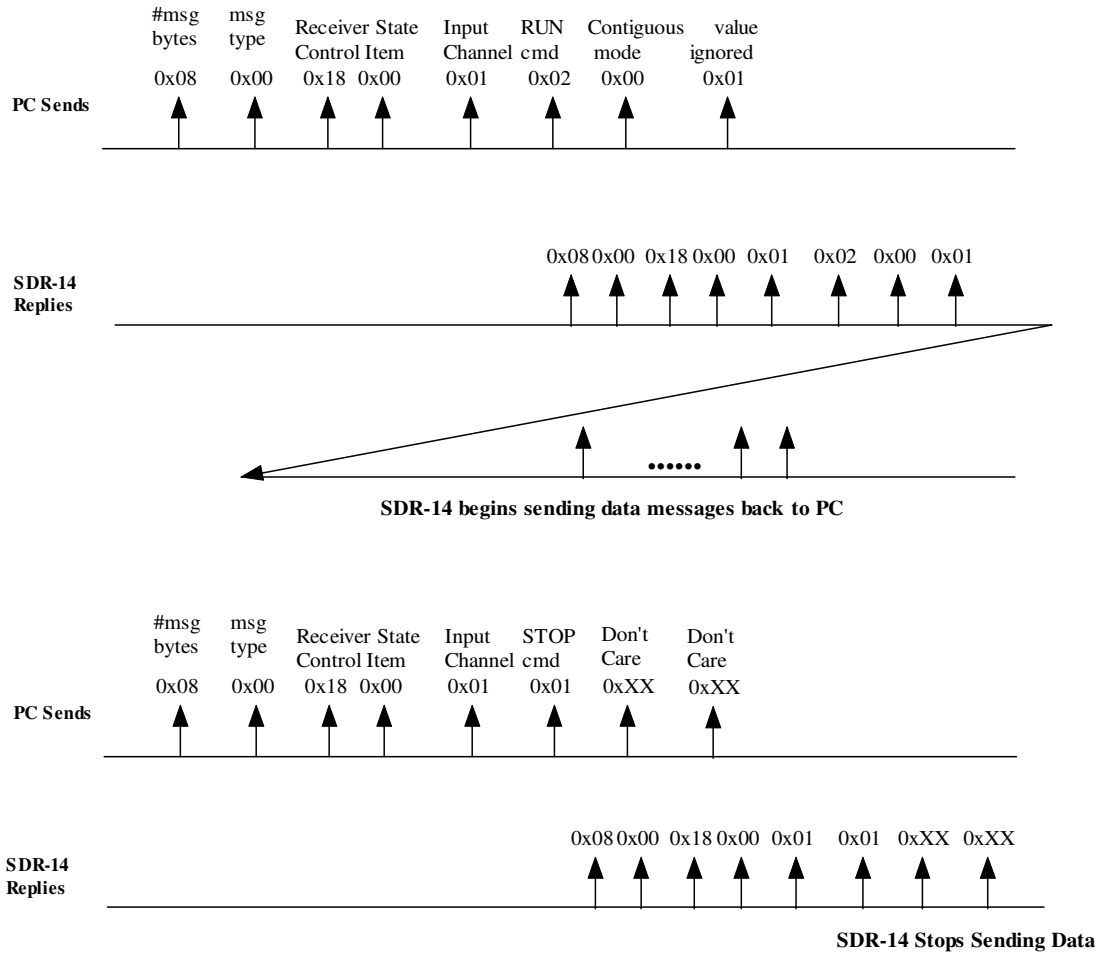 #msg bytes msg type Receiver State Control Item Input Channel RUN cmd Contiguous mode value ignored
0x08 0x00 0x18 0x00 0x01 0x02 0x00 0x01
PC Sends
0x08 0x00 0x18 0x00 0x01 0x02 0x00 0x01
SDR-14
Replies
......
SDR-14 begins sending data messages back to PC
#msg bytes msg type Receiver State Control Item Input Channel STOP cmd Don't Care Don't Care
0x08 0x00 0x18 0x00 0x01 0x01 0xXX 0xXX
PC Sends
0x08 0x00 0x18 0x00 0x01 0x01 0xXX 0xXX
SDR-14
Replies
SDR-14 Stops Sending Data